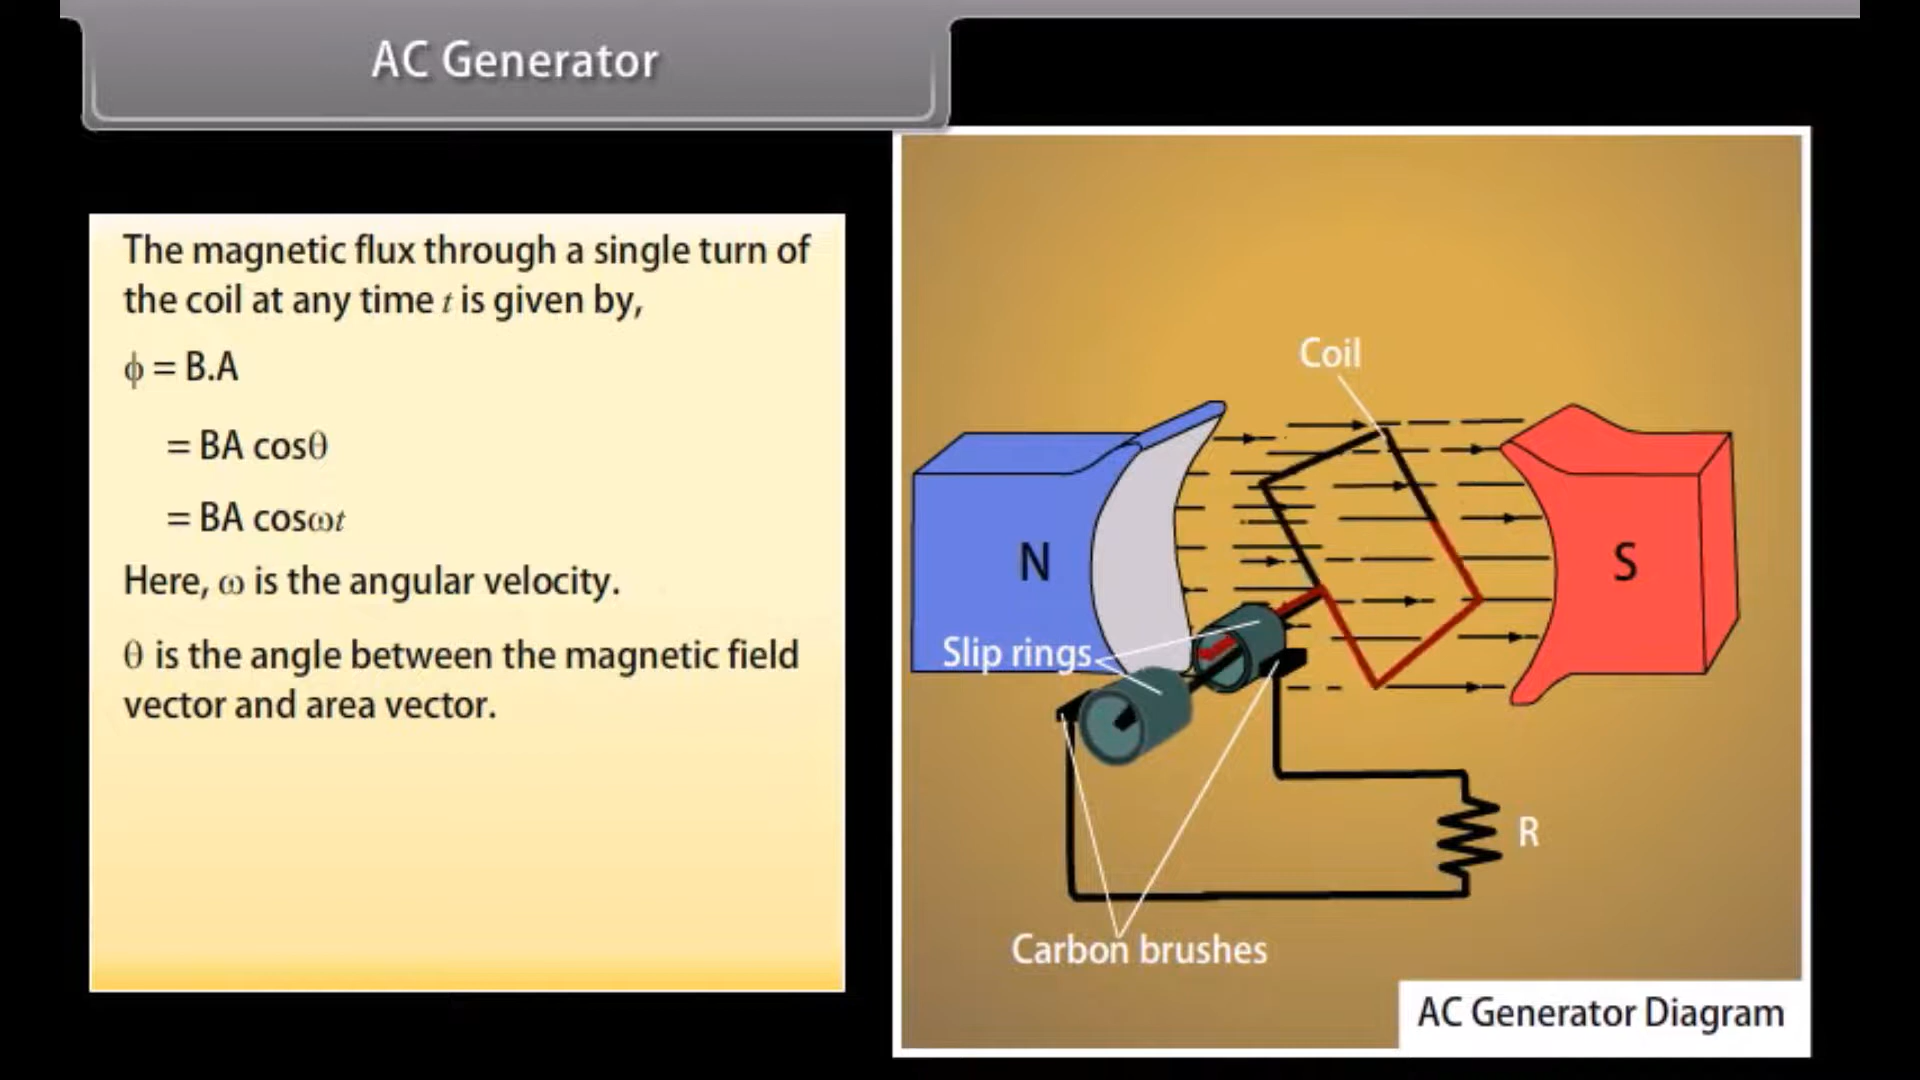 AC Generator
The magnetic flux through a single turn of
the coil at any time t is given by,
ϕ = B.A
= BA cosθ
= BA cosωt
Here, ω is the angular velocity.
θ is the angle between the magnetic field
vector and area vector.
Coil
N
S
Slip rings
R
Carbon brushes
AC Generator Diagram